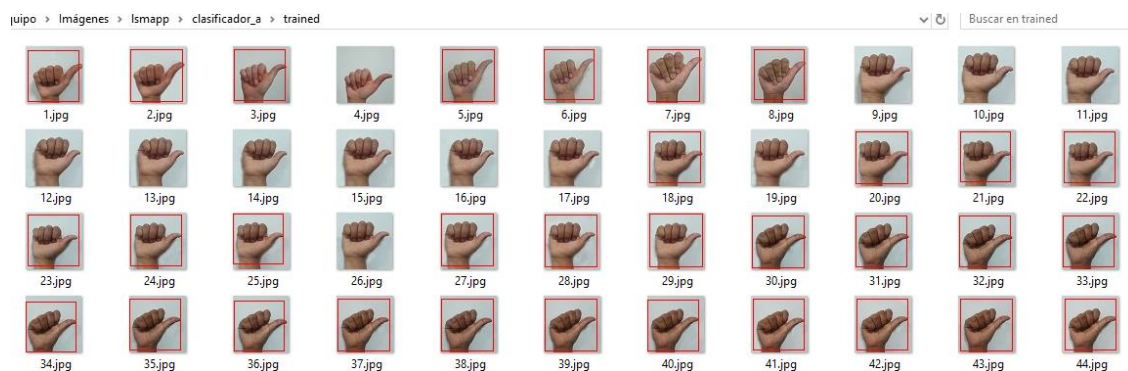 Imágenes > lsmapp > clasificador_a > trained Buscar en trained
1.jpg 2.jpg 3.jpg 4.jpg 5.jpg 6.jpg 7.jpg 8.jpg 9.jpg 10.jpg 11.jpg
12.jpg 13.jpg 14.jpg 15.jpg 16.jpg 17.jpg 18.jpg 19.jpg 20.jpg 21.jpg 22.jpg
23.jpg 24.jpg 25.jpg 26.jpg 27.jpg 28.jpg 29.jpg 30.jpg 31.jpg 32.jpg 33.jpg
34.jpg 35.jpg 36.jpg 37.jpg 38.jpg 39.jpg 40.jpg 41.jpg 42.jpg 43.jpg 44.jpg